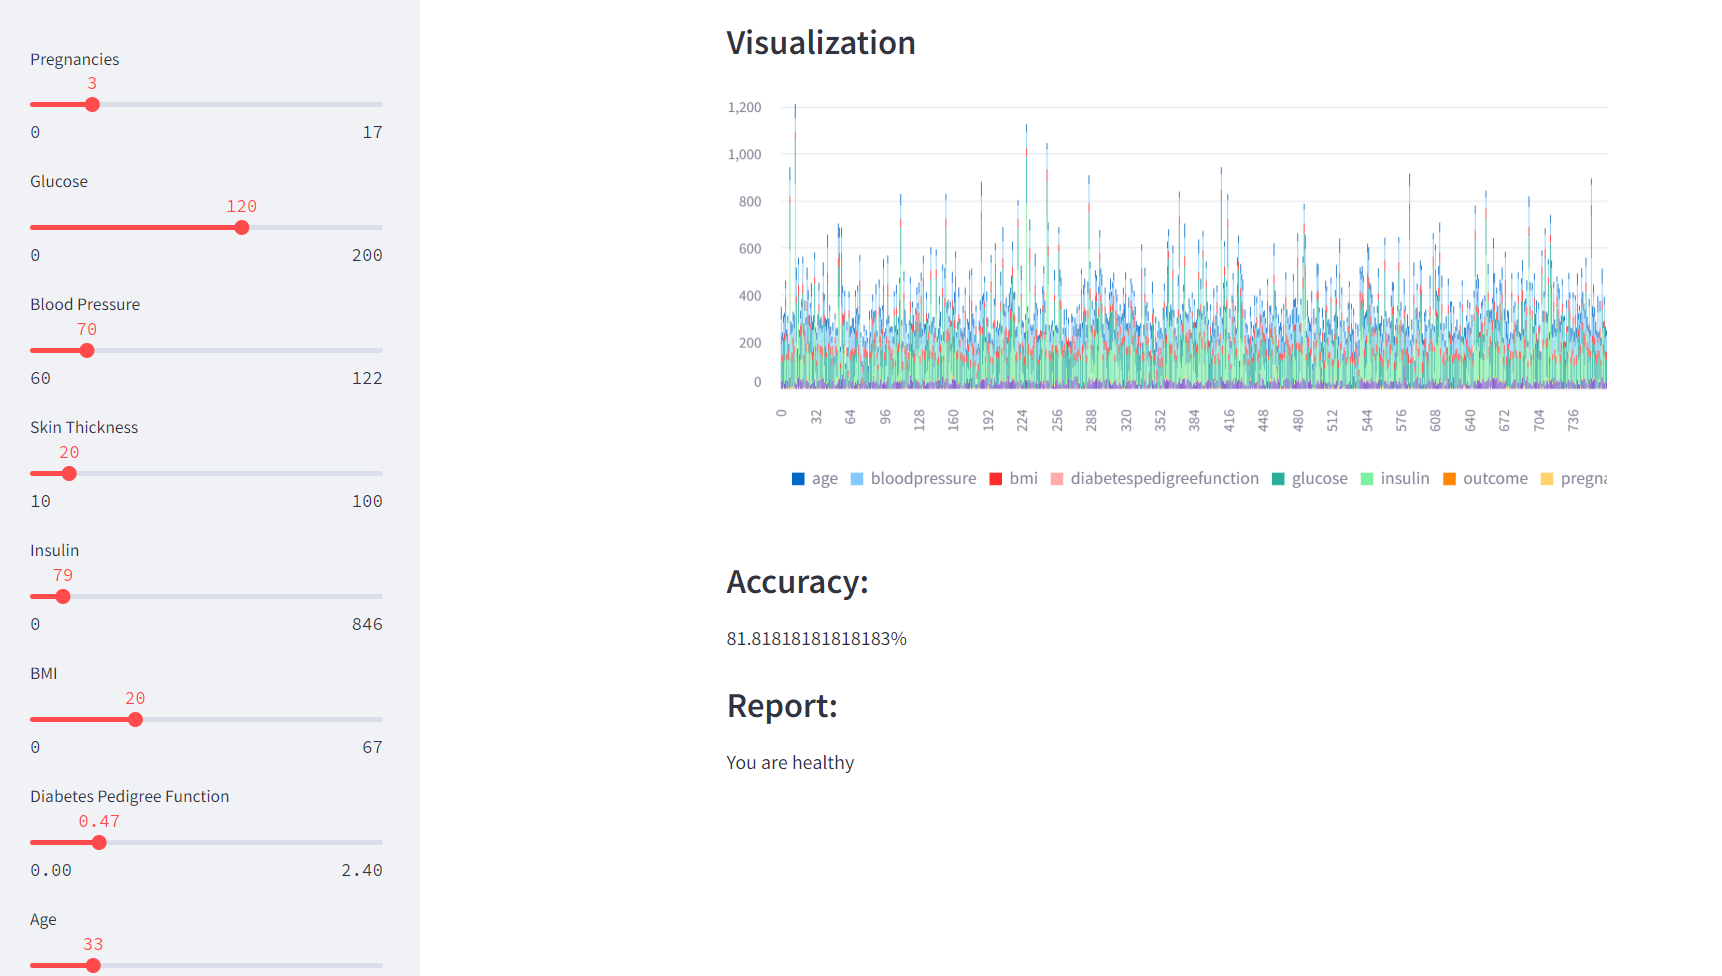 Pregnancies
3
0 17
Glucose
120
0 200
Blood Pressure
70
60 122
Skin Thickness
20
10 100
Insulin
79
0 846
BMI
20
0 67
Diabetes Pedigree Function
0.47
0.00 2.40
Age
33
Visualization
1,200
1,000
800
600
400
200
0
0 32 64 96 128 160 192 224 256 288 320 352 384 416 448 480 512 544 576 608 640 672 704 736
age bloodpressure bmi diabetespedigreefunction glucose insulin outcome pregna
Accuracy:
81.81818181818183%
Report:
You are healthy